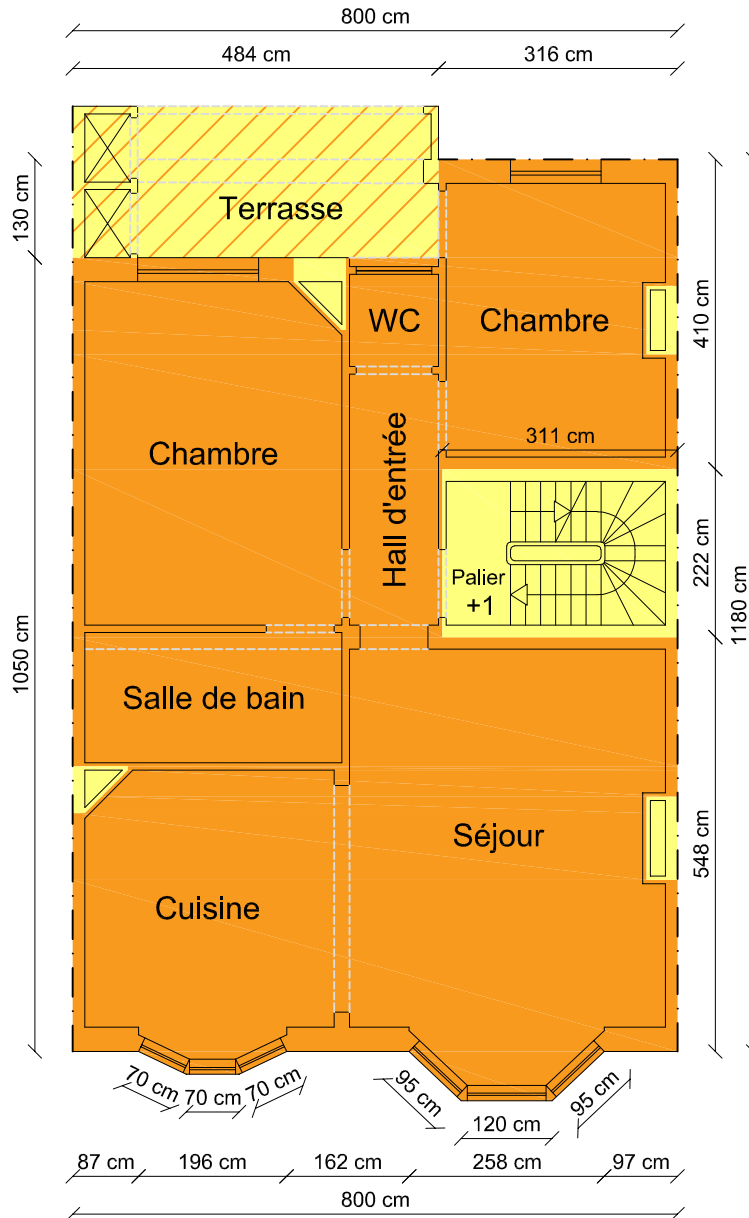 800 cm
484 cm
316 cm
130 cm
Terrasse
WC
Chambre
410 cm
311 cm
Chambre
Hall d'entrée
222 cm
1180 cm
Palier
+1
1050 cm
Salle de bain
Séjour
548 cm
Cuisine
70 cm
70 cm
70 cm
95 cm
120 cm
95 cm
87 cm
196 cm
162 cm
258 cm
97 cm
800 cm